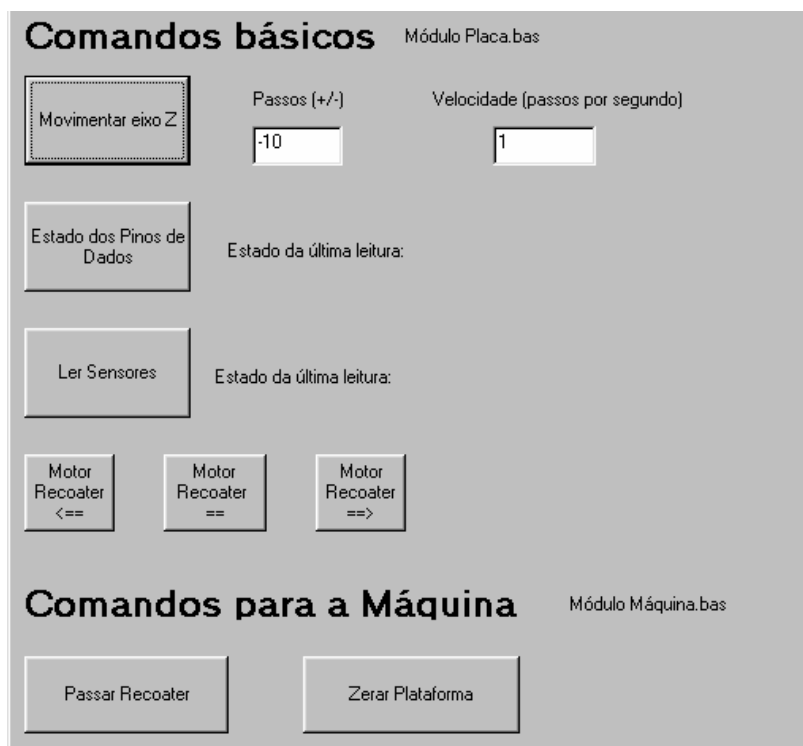 Comandos básicos Módulo Placa.bas
Passos (+/-) Velocidade (passos por segundo)
Movimentar eixo Z
-10 1
Estado dos Pinos de
Dados
Estado da última leitura:
Ler Sensores Estado da última leitura:
Motor Motor Motor
Recoater Recoater Recoater
<== == ==>
Comandos para a Máquina Módulo Máquina.bas
Passar Recoater Zerar Plataforma